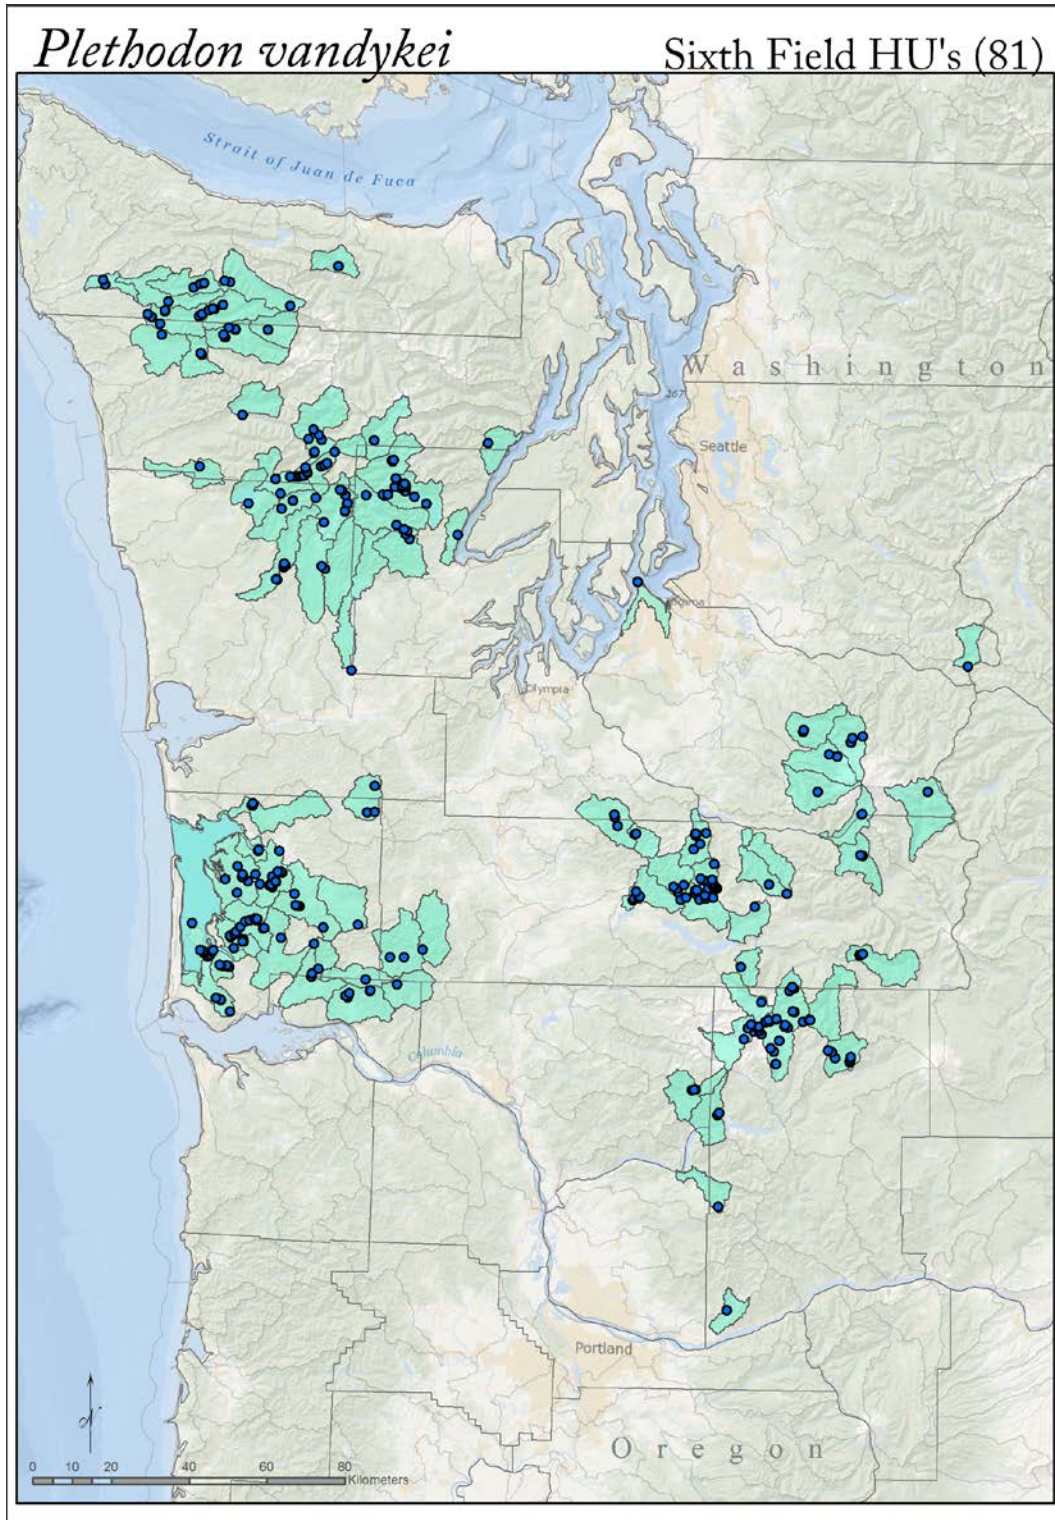 Plethodon vandykei
Sixth Field HU's (81)
Strait of Juan de Fuca
Washington
267
Seattle
Olympia
Columbia
Portland
Oregon
0 10 20 40 60 80
Kilometers